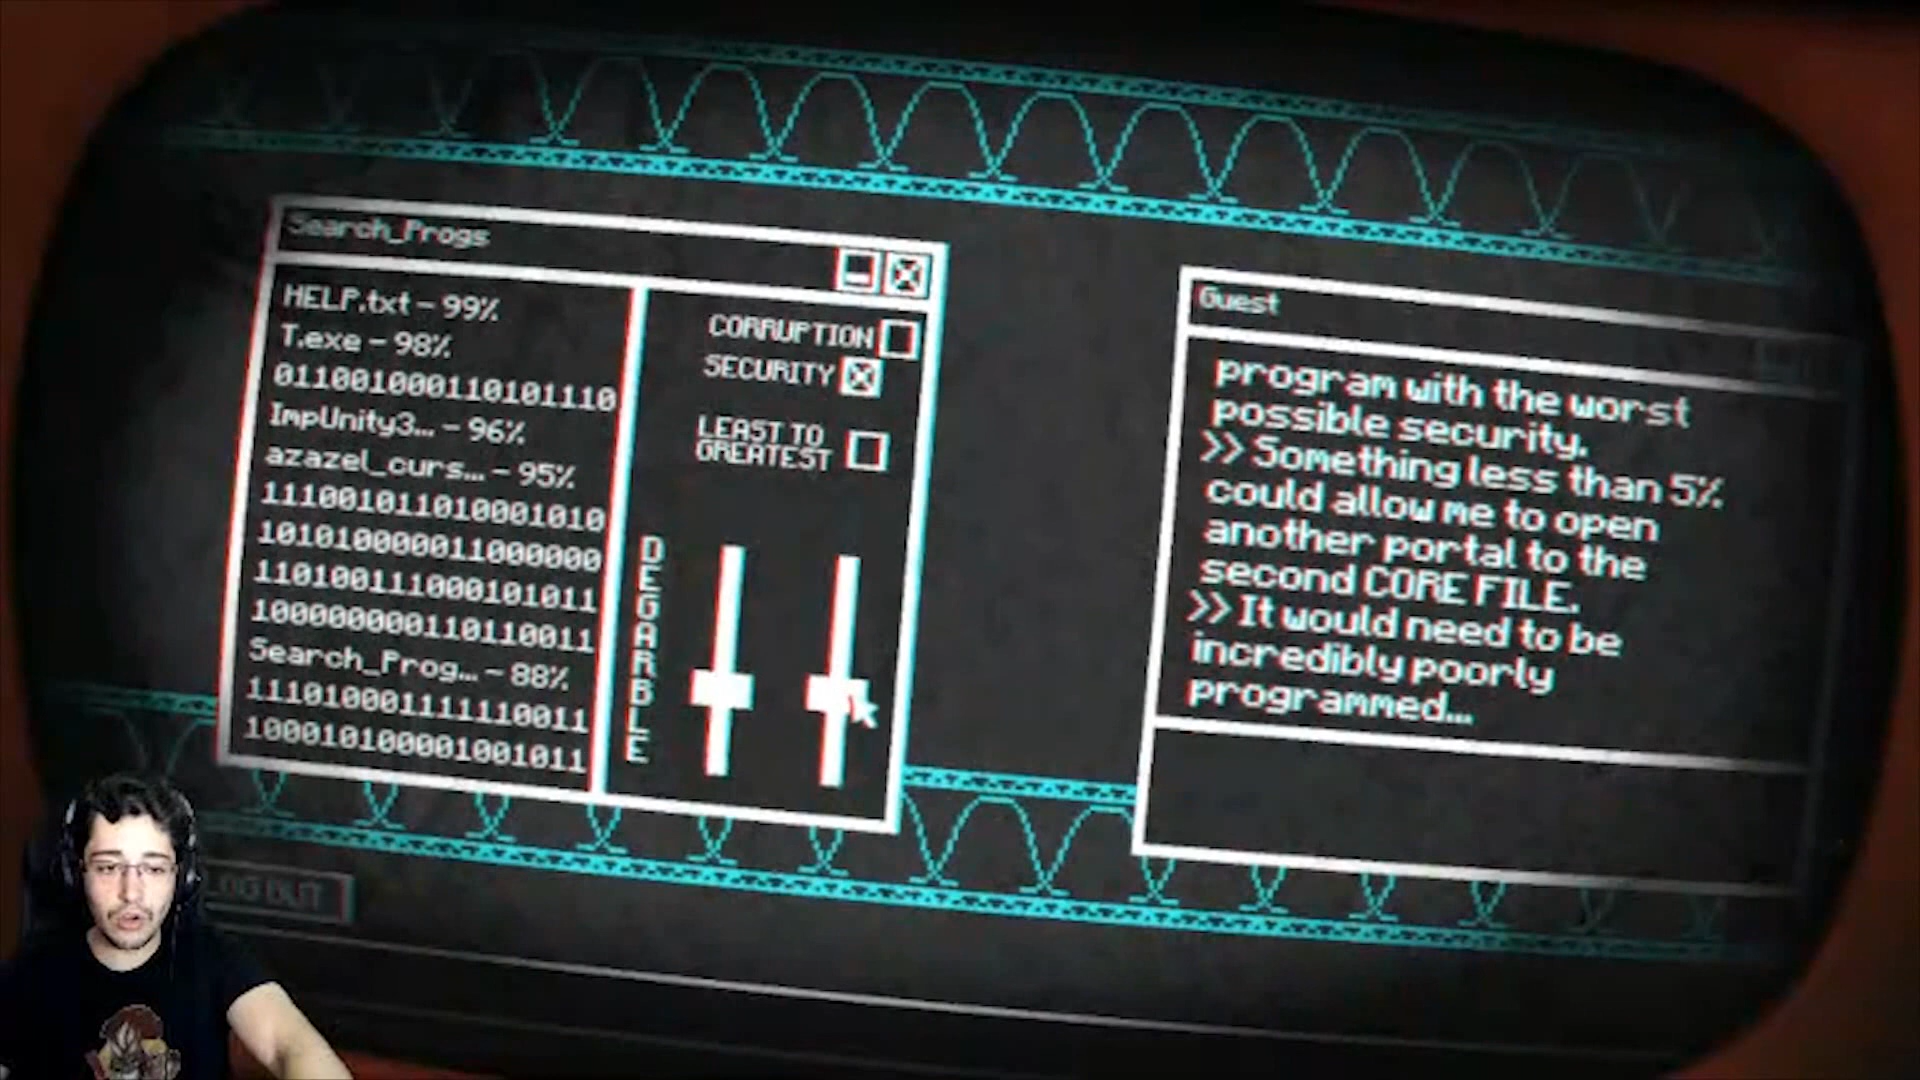 Search_Progs
HELP.txt - 99%
T.exe - 98%
011001000110101110
ImpUnity3... - 96%
azazel_curs... - 95%
111001011010001010
101010000011000000
110100111000101011
100000000110110011
Search_Prog... - 88%
111010001111110011
100010100001001011
CORRUPTION
SECURITY
LEAST TO
GREATEST
DEGARBLE
Guest
program with the worst
possible security.
>> Something less than 5%
could allow me to open
another portal to the
second CORE FILE.
>> It would need to be
incredibly poorly
programmed...
LOG OUT